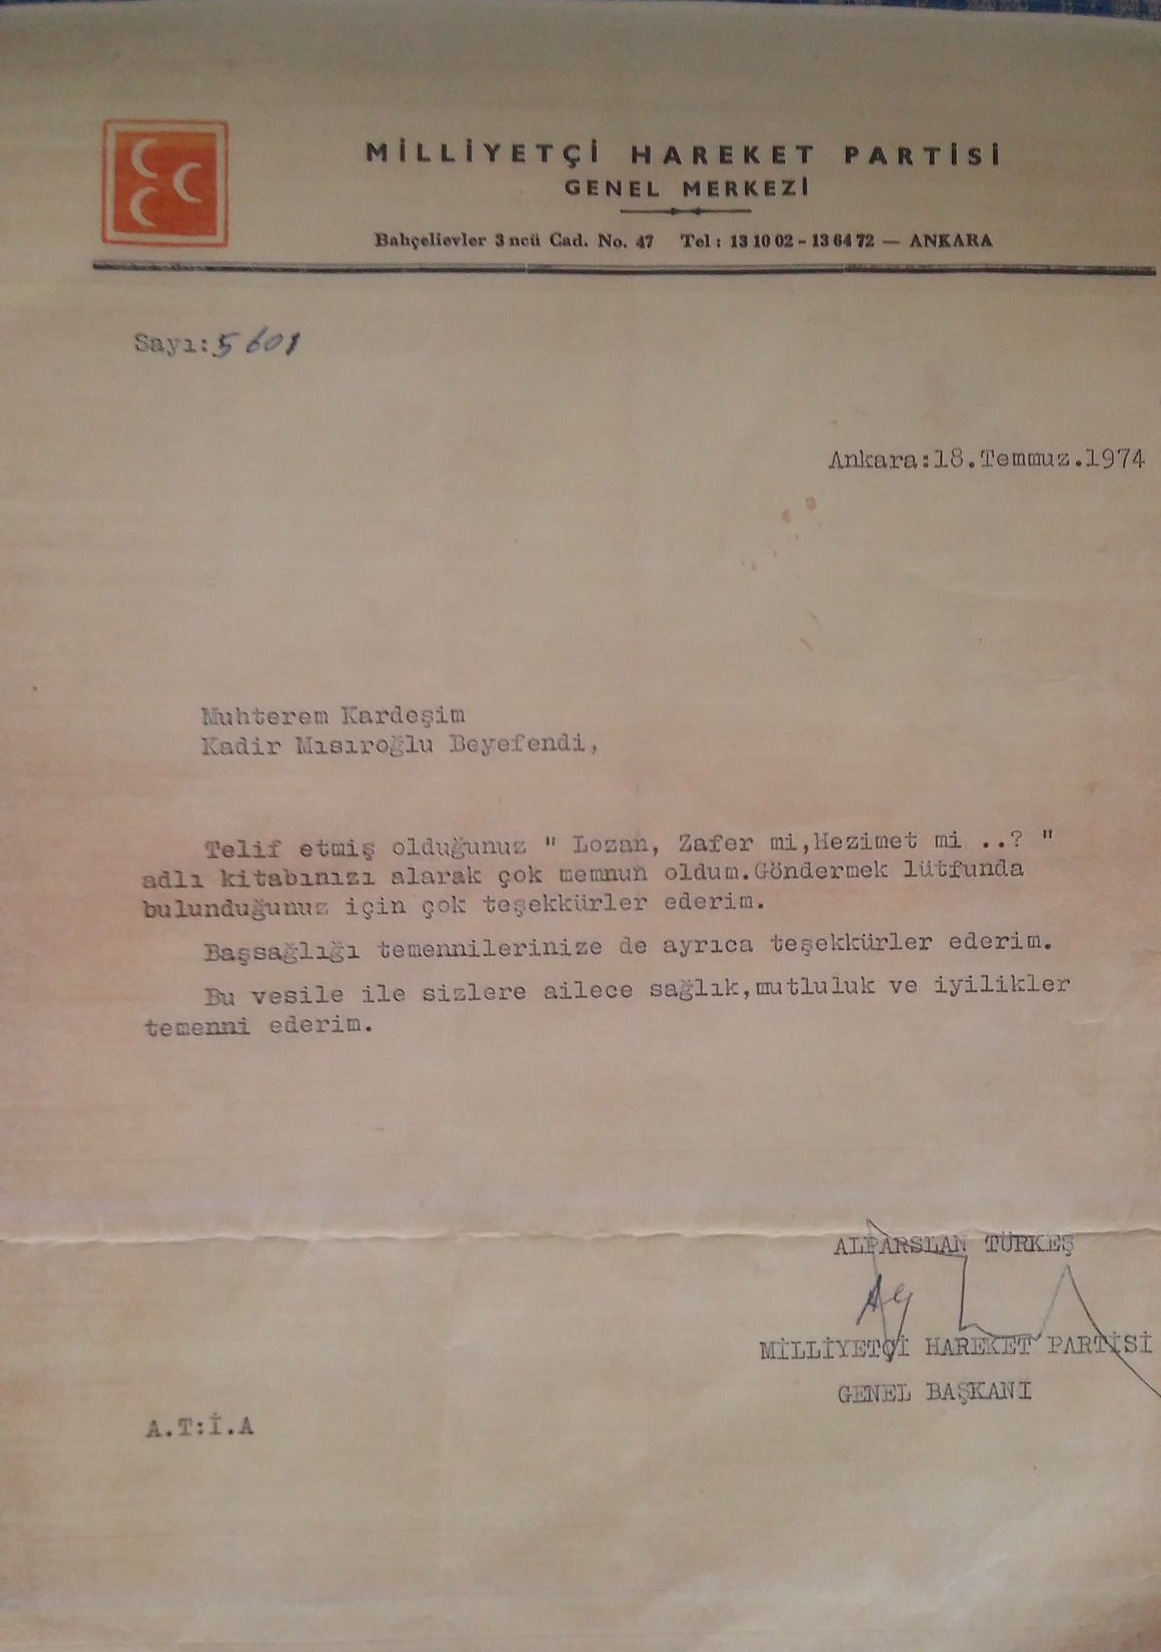 MİLLİYETÇİ HAREKET PARTİSİ
GENEL MERKEZİ
Bahçelievler 3 ncü Cad. No. 47 Tel : 13 10 02 - 13 64 72 — ANKARA
Sayı:5601
Ankara:18.Temmuz.1974
Muhterem Kardeşim
Kadir Mısıroğlu Beyefendi,
Telif etmiş olduğunuz " Lozan, Zafer mi,Hezimet mi ..? "
adlı kitabınızı alarak çok memnun oldum.Göndermek lütfunda
bulunduğunuz için çok teşekkürler ederim.
Başsağlığı temennilerinize de ayrıca teşekkürler ederim.
Bu vesile ile sizlere ailece sağlık,mutluluk ve iyilikler
temenni ederim.
ALPARSLAN TÜRKEŞ
MİLLİYETÇİ HAREKET PARTİSİ
GENEL BAŞKANI
A.T:İ.A